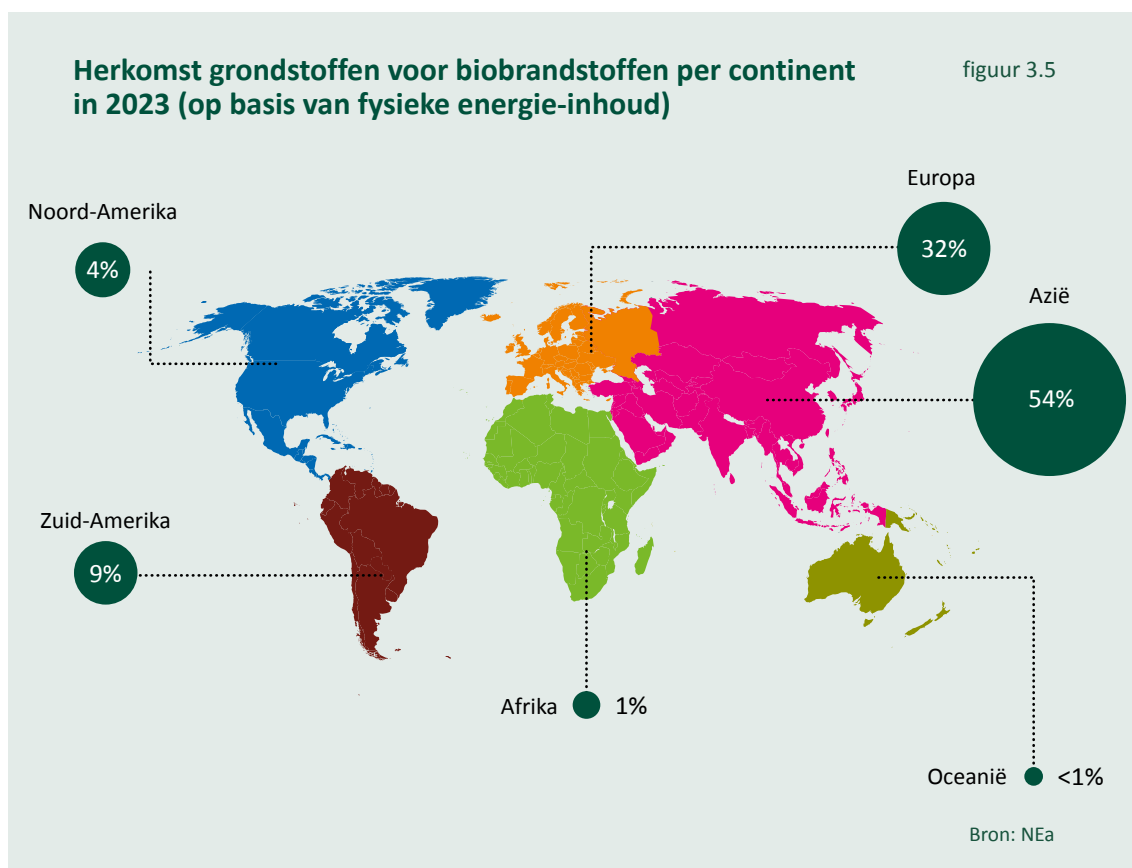 Herkomst grondstoffen voor biobrandstoffen per continent
in 2023 (op basis van fysieke energie-inhoud)
figuur 3.5
Europa
32%
Noord-Amerika
4%
Azië
54%
Zuid-Amerika
9%
Afrika
1%
Oceanië
<1%
Bron: NEa